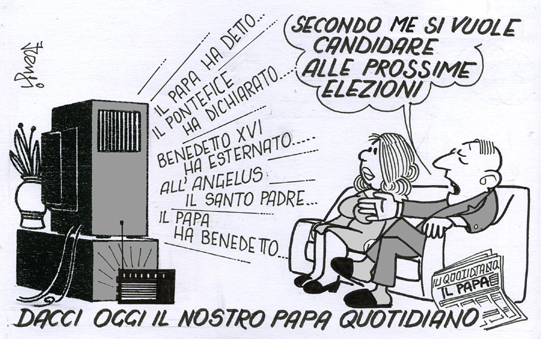 IL PAPA HA DETTO...
IL PONTEFICE
HA DICHIARATO...
BENEDETTO XVI
HA ESTERNATO.....
ALL'ANGELUS
IL SANTO PADRE...
IL PAPA
HA BENEDETTO...
SECONDO ME SI VUOLE
CANDIDARE
ALLE PROSSIME
ELEZIONI
IL QUOTIDIANO
IL PAPA
DACCI OGGI IL NOSTRO PAPA QUOTIDIANO